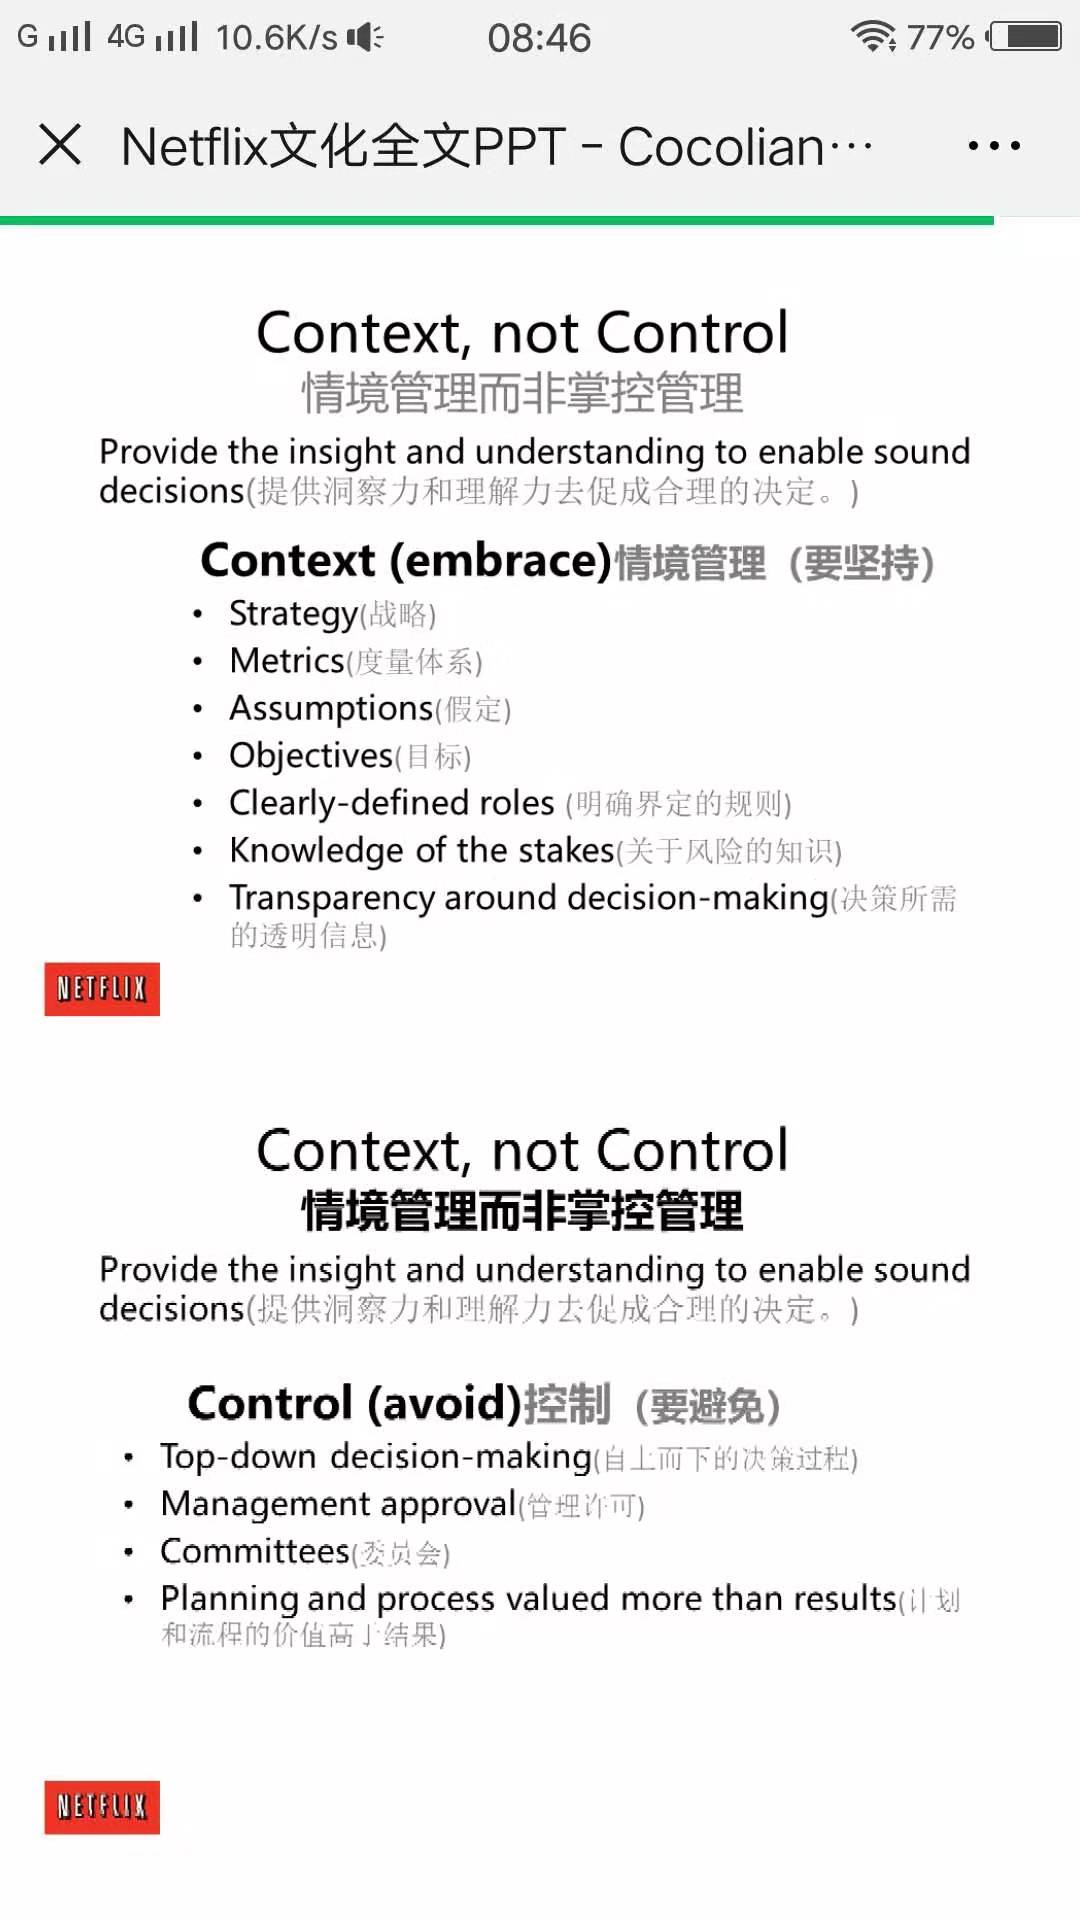 G 4G 10.6K/s 08:46 77%
Netflix文化全文PPT - Cocolian···
Context, not Control
情境管理而非掌控管理
Provide the insight and understanding to enable sound
decisions(提供洞察力和理解力去促成合理的决定。)
Context (embrace)情境管理（要坚持）
• Strategy(战略)
• Metrics(度量体系)
• Assumptions(假定)
• Objectives(目标)
• Clearly-defined roles (明确界定的规则)
• Knowledge of the stakes(关于风险的知识)
• Transparency around decision-making(决策所需
的透明信息)
NETFLIX
Context, not Control
情境管理而非掌控管理
Provide the insight and understanding to enable sound
decisions(提供洞察力和理解力去促成合理的决定。)
Control (avoid)控制（要避免）
• Top-down decision-making(自上而下的决策过程)
• Management approval(管理许可)
• Committees(委员会)
• Planning and process valued more than results(计划
和流程的价值高于结果)
NETFLIX